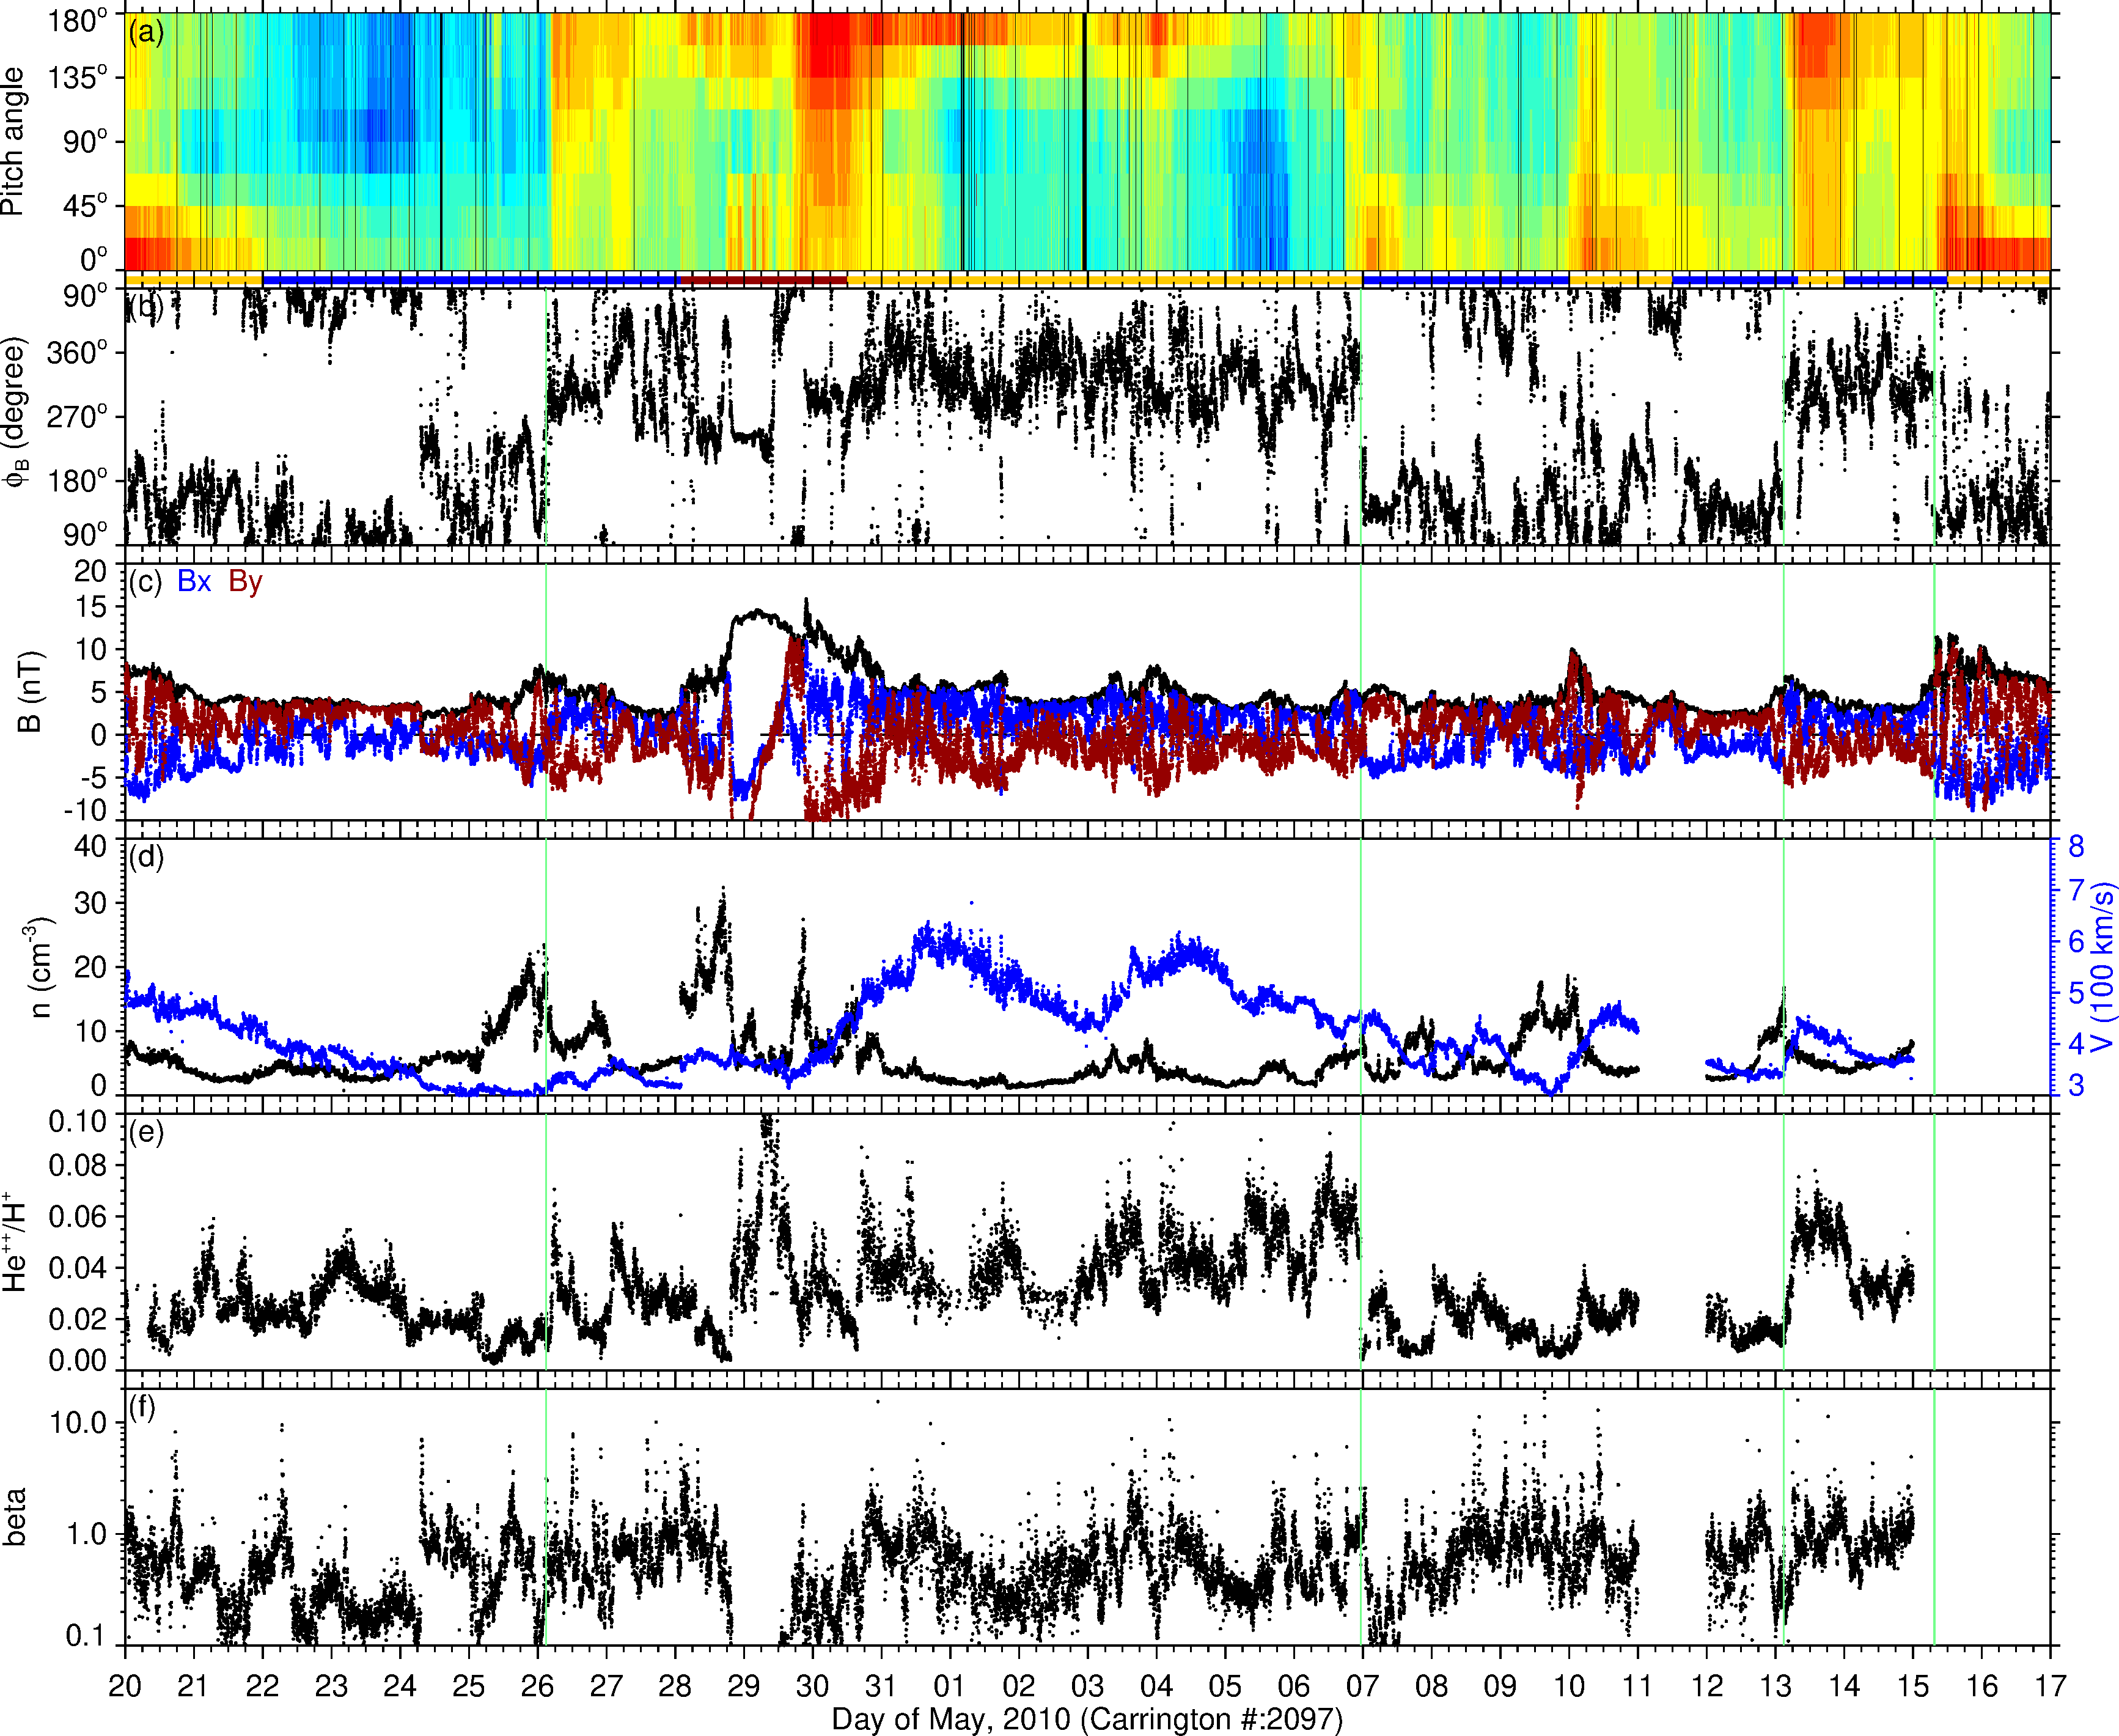 180°
135°
90°
45°
0°
Pitch angle
(a)
90°
360°
270°
180°
90°
ϕB (degree)
(b)
20
15
10
5
0
-5
-10
B (nT)
(c) Bx By
40
30
20
10
0
n (cm-3)
(d)
8
7
6
5
4
3
V (100 km/s)
0.10
0.08
0.06
0.04
0.02
0.00
He++/H+
(e)
10.0
1.0
0.1
beta
(f)
20 21 22 23 24 25 26 27 28 29 30 31 01 02 03 04 05 06 07 08 09 10 11 12 13 14 15 16 17
Day of May, 2010 (Carrington #:2097)